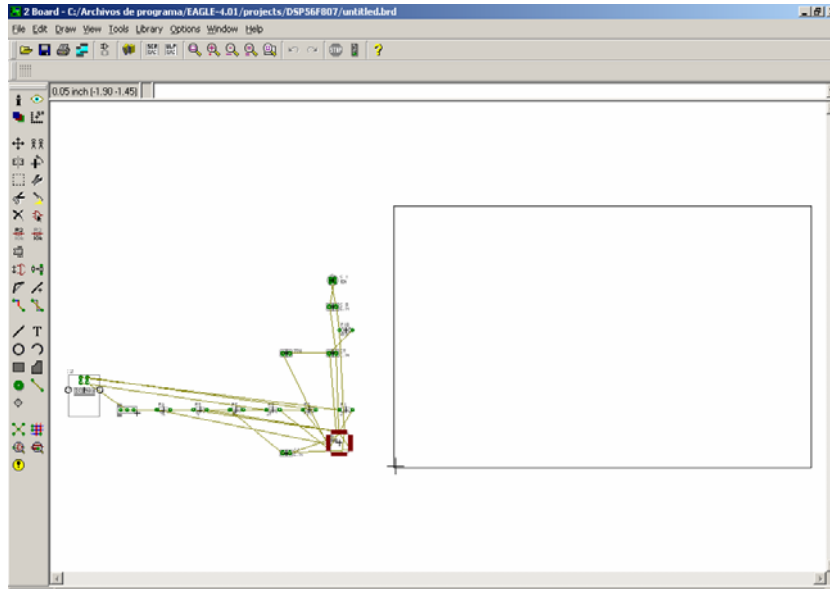 2 Board - C:/Archivos de programa/EAGLE-4.01/projects/DSP56F807/untitled.brd
File Edit Draw View Tools Library Options Window Help
0.05 inch (-1.90 -1.45)